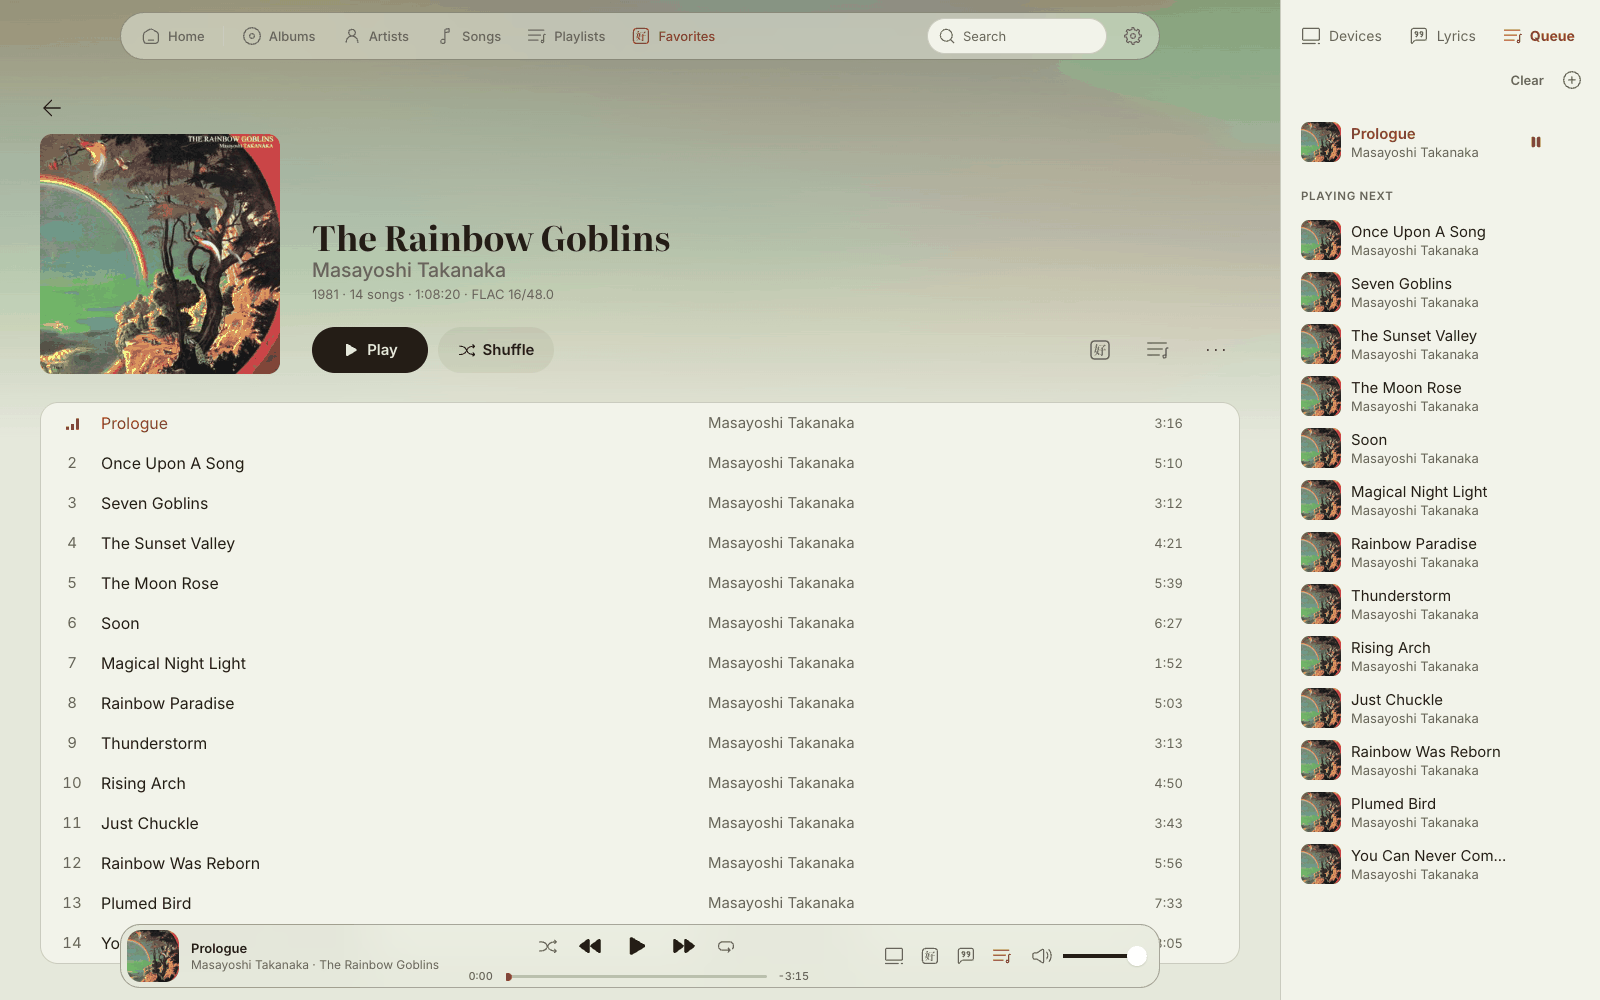 Home
Albums
Artists
Songs
Playlists
好 Favorites
Search
THE RAINBOW GOBLINS
Masayoshi TAKANAKA
The Rainbow Goblins
Masayoshi Takanaka
1981 · 14 songs · 1:08:20 · FLAC 16/48.0
Play
Shuffle
好
Prologue Masayoshi Takanaka 3:16
2 Once Upon A Song Masayoshi Takanaka 5:10
3 Seven Goblins Masayoshi Takanaka 3:12
4 The Sunset Valley Masayoshi Takanaka 4:21
5 The Moon Rose Masayoshi Takanaka 5:39
6 Soon Masayoshi Takanaka 6:27
7 Magical Night Light Masayoshi Takanaka 1:52
8 Rainbow Paradise Masayoshi Takanaka 5:03
9 Thunderstorm Masayoshi Takanaka 3:13
10 Rising Arch Masayoshi Takanaka 4:50
11 Just Chuckle Masayoshi Takanaka 3:43
12 Rainbow Was Reborn Masayoshi Takanaka 5:56
13 Plumed Bird Masayoshi Takanaka 7:33
14 Yo :05
Prologue
Masayoshi Takanaka · The Rainbow Goblins
0:00
-3:15
好
Devices
Lyrics
Queue
Clear
Prologue
Masayoshi Takanaka
PLAYING NEXT
Once Upon A Song
Masayoshi Takanaka
Seven Goblins
Masayoshi Takanaka
The Sunset Valley
Masayoshi Takanaka
The Moon Rose
Masayoshi Takanaka
Soon
Masayoshi Takanaka
Magical Night Light
Masayoshi Takanaka
Rainbow Paradise
Masayoshi Takanaka
Thunderstorm
Masayoshi Takanaka
Rising Arch
Masayoshi Takanaka
Just Chuckle
Masayoshi Takanaka
Rainbow Was Reborn
Masayoshi Takanaka
Plumed Bird
Masayoshi Takanaka
You Can Never Com...
Masayoshi Takanaka